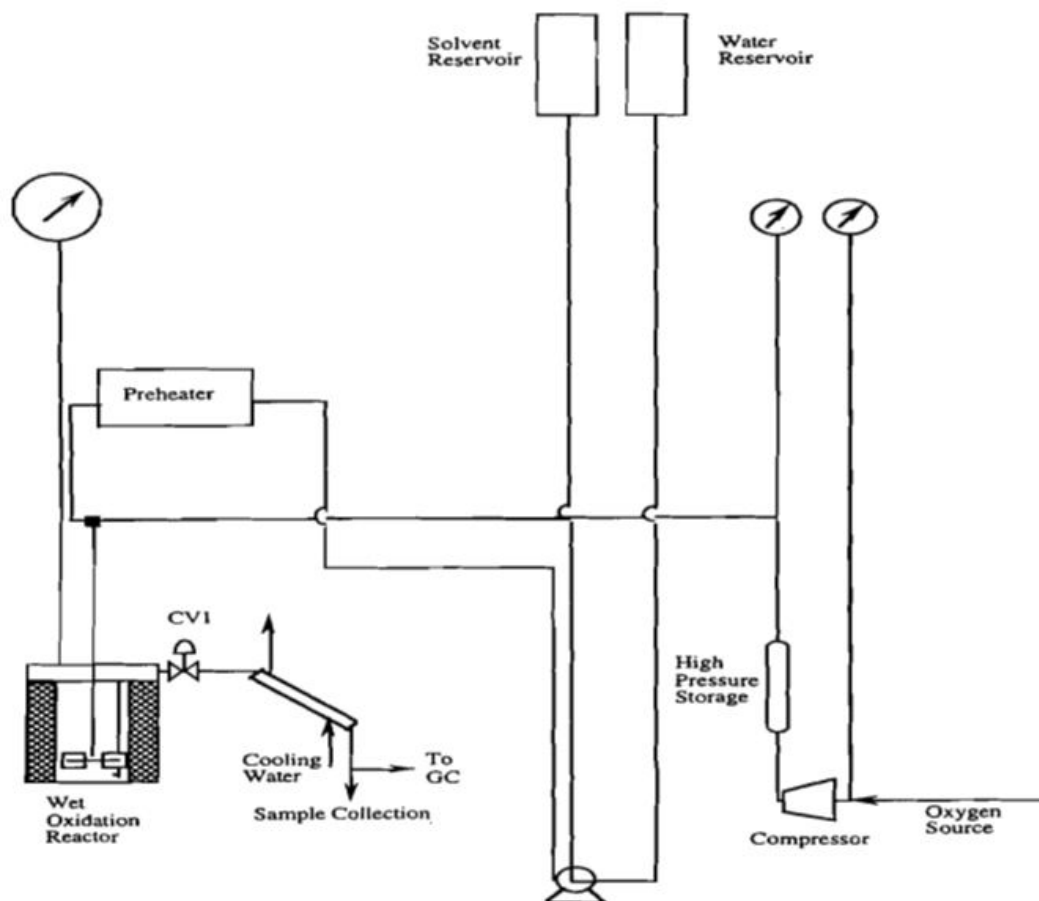 Solvent
Reservoir
Water
Reservoir
Preheater
CV1
High
Pressure
Storage
Cooling
Water
To
GC
Sample Collection
Wet
Oxidation
Reactor
Compressor
Oxygen
Source